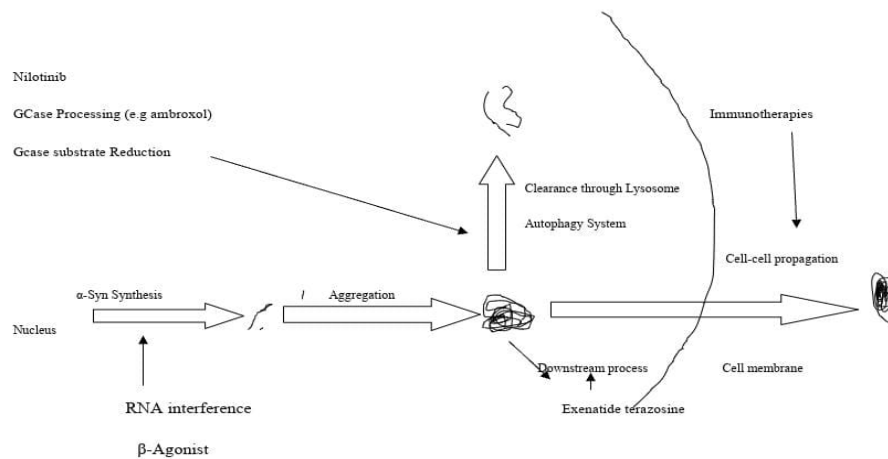 Nilotinib
GCase Processing (e.g ambroxol)
Gcase substrate Reduction
Immunotherapies
Clearance through Lysosome
Autophagy System
Cell-cell propagation
α-Syn Synthesis
Aggregation
Nucleus
Downstream process
Cell membrane
RNA interference
β-Agonist
Exenatide terazosine